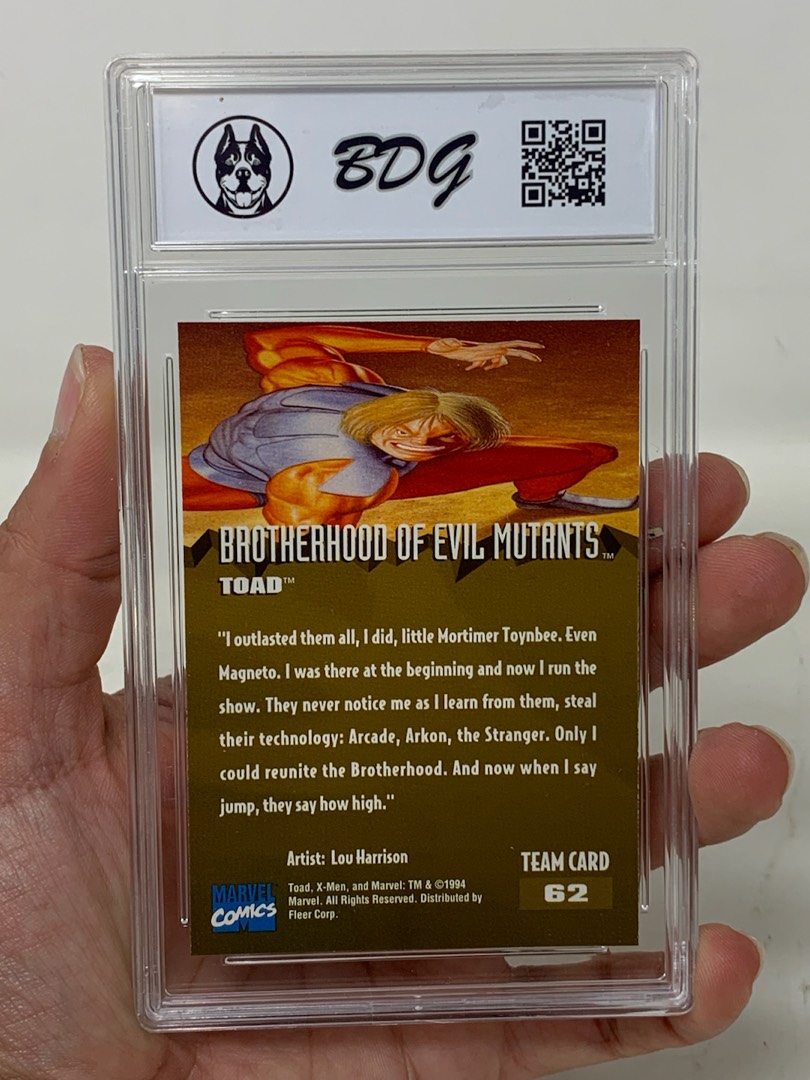 BDG
BROTHERHOOD OF EVIL MUTANTS™
TOAD™
"I outlasted them all, I did, little Mortimer Toynbee. Even
Magneto. I was there at the beginning and now I run the
show. They never notice me as I learn from them, steal
their technology: Arcade, Arkon, the Stranger. Only I
could reunite the Brotherhood. And now when I say
jump, they say how high."
Artist: Lou Harrison
TEAM CARD
62
MARVEL
COMICS
M
Toad, X-Men, and Marvel: TM & ©1994
Marvel. All Rights Reserved. Distributed by
Fleer Corp.